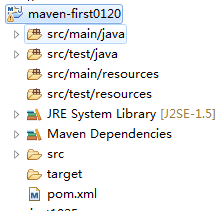 maven-first0120
src/main/java
src/test/java
src/main/resources
src/test/resources
JRE System Library [J2SE-1.5]
Maven Dependencies
src
target
pom.xml